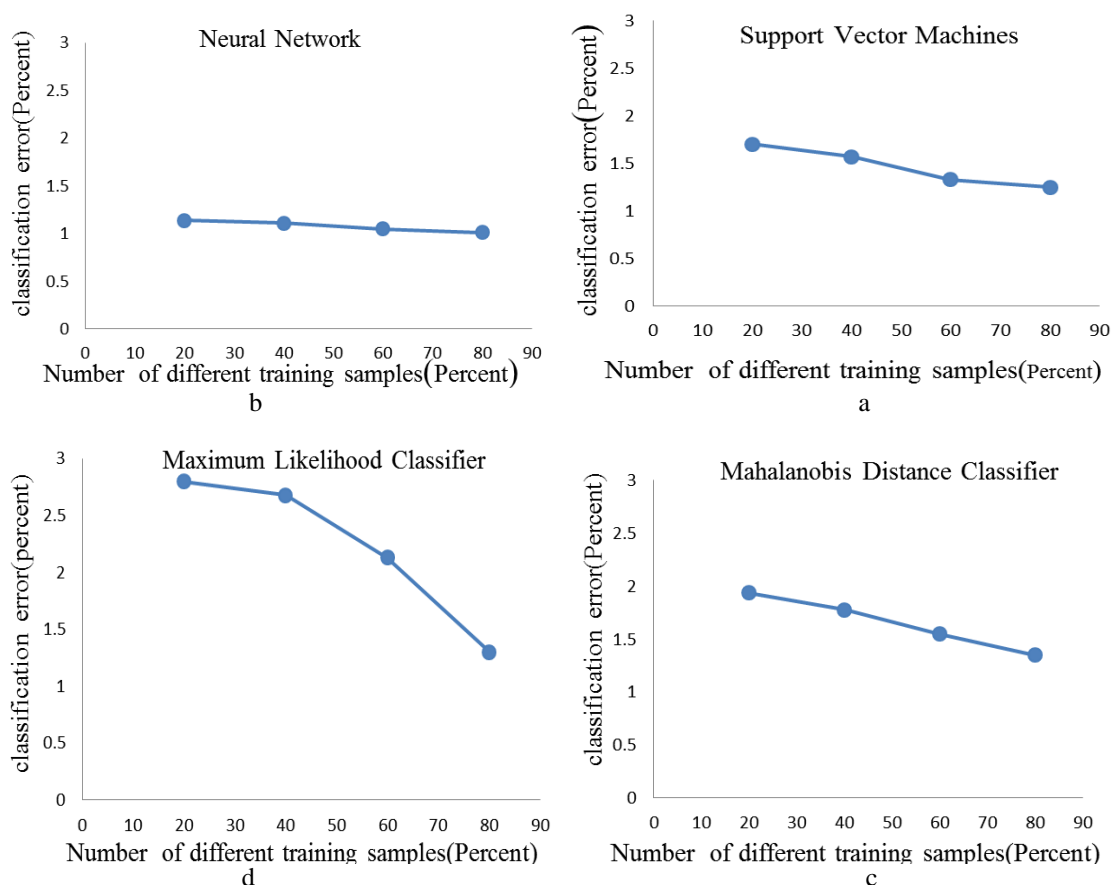 Neural Network
classification error(Percent)
3
2.5
2
1.5
1
0.5
0
0 10 20 30 40 50 60 70 80 90
Number of different training samples(Percent)
b
Support Vector Machines
classification error(Percent)
3
2.5
2
1.5
1
0.5
0
0 10 20 30 40 50 60 70 80 90
Number of different training samples(Percent)
a
Maximum Likelihood Classifier
classification error(percent)
3
2.5
2
1.5
1
0.5
0
0 10 20 30 40 50 60 70 80 90
Number of different training samples(Percent)
d
Mahalanobis Distance Classifier
classification error(Percent)
3
2.5
2
1.5
1
0.5
0
0 10 20 30 40 50 60 70 80 90
Number of different training samples(Percent)
c